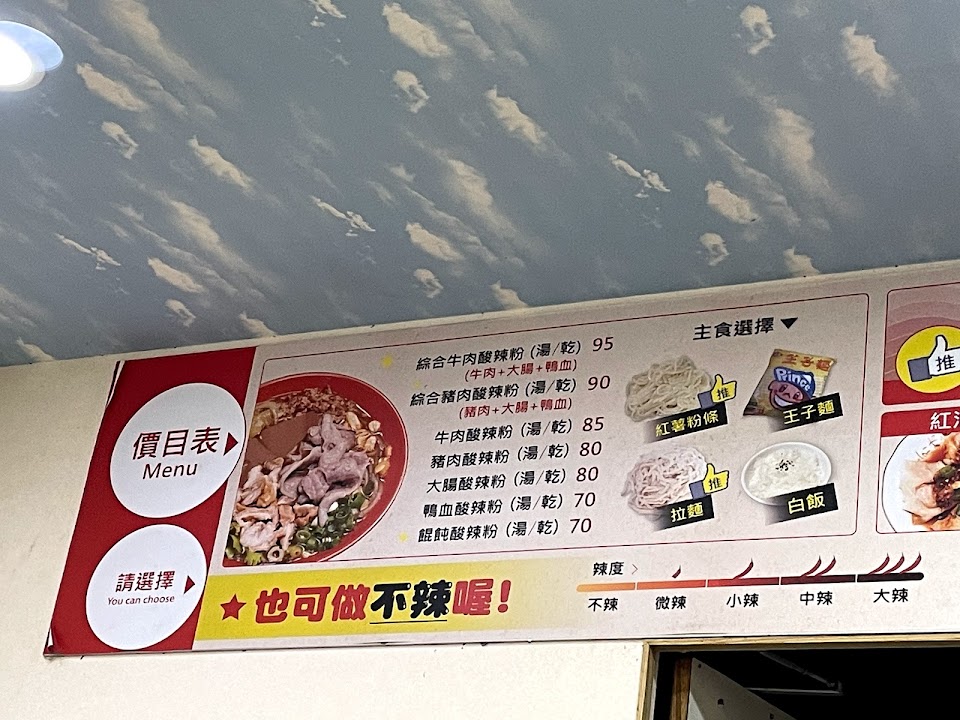 價目表
Menu
請選擇
You can choose
綜合牛肉酸辣粉 (湯/乾) 95
(牛肉+大腸+鴨血)
綜合豬肉酸辣粉 (湯/乾) 90
(豬肉+大腸+鴨血)
牛肉酸辣粉 (湯/乾) 85
豬肉酸辣粉 (湯/乾) 80
大腸酸辣粉 (湯/乾) 80
鴨血酸辣粉 (湯/乾) 70
餛飩酸辣粉 (湯/乾) 70
主食選擇▼
推
紅薯粉條
王子麵
Prince
王子麵
推
拉麵
白飯
★也可做不辣喔!
辣度 >
不辣 微辣 小辣 中辣 大辣
推
紅